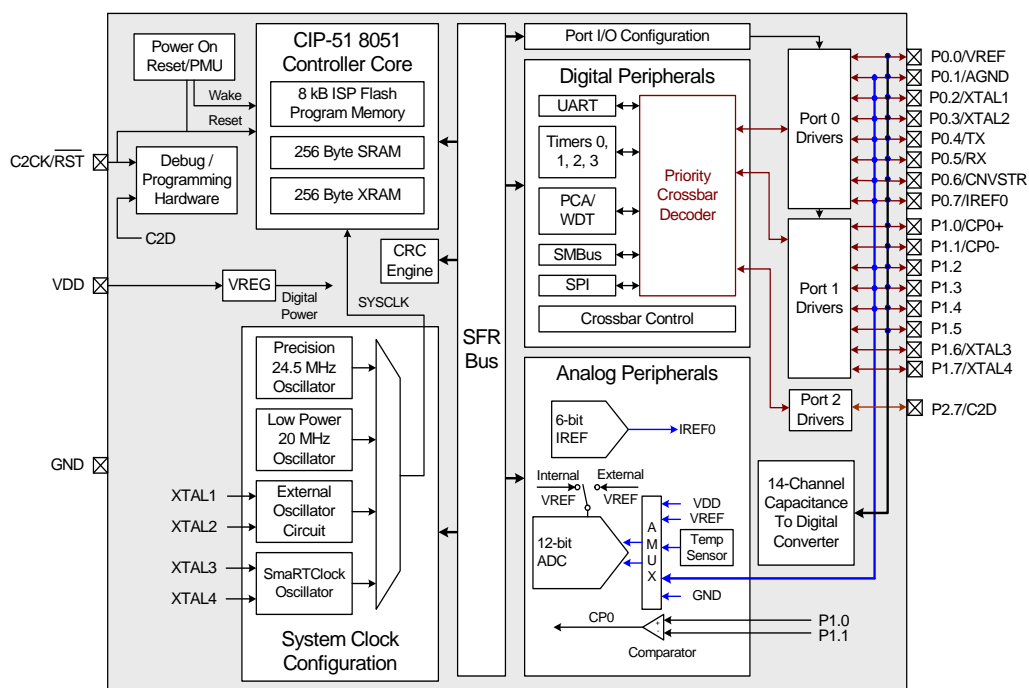 Power On
Reset/PMU
Wake
Reset
C2CK/RST
Debug /
Programming
Hardware
C2D
VDD
VREG
Digital
Power
GND
CIP-51 8051
Controller Core
8 kB ISP Flash
Program Memory
256 Byte SRAM
256 Byte XRAM
CRC
Engine
SYSCLK
Precision
24.5 MHz
Oscillator
Low Power
20 MHz
Oscillator
XTAL1
XTAL2
External
Oscillator
Circuit
XTAL3
XTAL4
SmaRTClock
Oscillator
System Clock
Configuration
SFR
Bus
Port I/O Configuration
Digital Peripherals
UART
Timers 0,
1, 2, 3
PCA/
WDT
SMBus
SPI
Priority
Crossbar
Decoder
Crossbar Control
Analog Peripherals
6-bit
IREF
IREF0
Internal
External
VREF
VREF
12-bit
ADC
A
M
U
X
VDD
VREF
Temp
Sensor
GND
CP0
+
-
Comparator
P1.0
P1.1
Port 0
Drivers
Port 1
Drivers
Port 2
Drivers
14-Channel
Capacitance
To Digital
Converter
P0.0/VREF
P0.1/AGND
P0.2/XTAL1
P0.3/XTAL2
P0.4/TX
P0.5/RX
P0.6/CNVSTR
P0.7/IREF0
P1.0/CP0+
P1.1/CP0-
P1.2
P1.3
P1.4
P1.5
P1.6/XTAL3
P1.7/XTAL4
P2.7/C2D